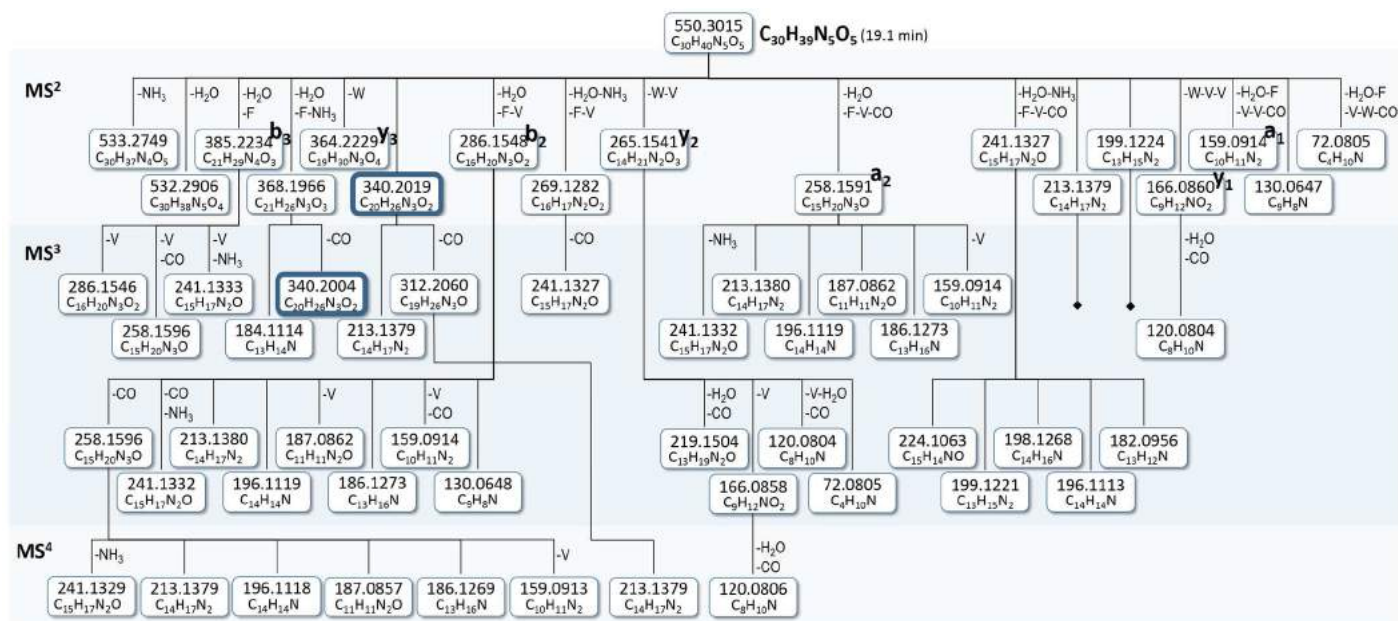 550.3015
C30H40N5O5
C30H39N5O5 (19.1 min)
MS2
-NH3
-H2O
-H2O
-F
-H2O
-F-NH3
-W
-H2O
-F-V
-H2O-NH3
-F-V
-W-V
-H2O
-F-V-CO
-H2O-NH3
-F-V-CO
-W-V-V
-H2O-F
-V-V-CO
-H2O-F
-V-W-CO
533.2749
C30H37N4O5
385.2234
C21H29N4O3
b3
364.2229
C19H30N3O4
y3
286.1548
C16H20N3O2
b2
265.1541
C14H21N2O3
y2
241.1327
C15H17N2O
199.1224
C13H15N2
159.0914
C10H11N2
a1
72.0805
C4H10N
532.2906
C30H38N5O4
368.1966
C21H26N3O3
340.2019
C20H26N3O2
269.1282
C16H17N2O2
258.1591
C15H20N3O
a2
213.1379
C14H17N2
166.0860
C9H12NO2
y1
130.0647
C9H8N
MS3
-V
-V
-CO
-V
-NH3
-CO
-CO
-CO
-NH3
-V
-H2O
-CO
286.1546
C16H20N3O2
241.1333
C15H17N2O
340.2004
C20H26N3O2
312.2060
C19H26N3O
241.1327
C15H17N2O
213.1380
C14H17N2
187.0862
C11H11N2O
159.0914
C10H11N2
258.1596
C15H20N3O
184.1114
C13H14N
213.1379
C14H17N2
241.1332
C15H17N2O
196.1119
C14H14N
186.1273
C13H16N
120.0804
C8H10N
-CO
-CO
-NH3
-V
-V
-CO
-H2O
-CO
-V
-V-H2O
-CO
258.1596
C15H20N3O
213.1380
C14H17N2
187.0862
C11H11N2O
159.0914
C10H11N2
219.1504
C13H19N2O
120.0804
C8H10N
224.1063
C15H14NO
198.1268
C14H16N
182.0956
C13H12N
241.1332
C15H17N2O
196.1119
C14H14N
186.1273
C13H16N
130.0648
C9H8N
166.0858
C9H12NO2
72.0805
C4H10N
199.1221
C13H15N2
196.1113
C14H14N
MS4
-NH3
-V
-H2O
-CO
241.1329
C15H17N2O
213.1379
C14H17N2
196.1118
C14H14N
187.0857
C11H11N2O
186.1269
C13H16N
159.0913
C10H11N2
213.1379
C14H17N2
120.0806
C8H10N